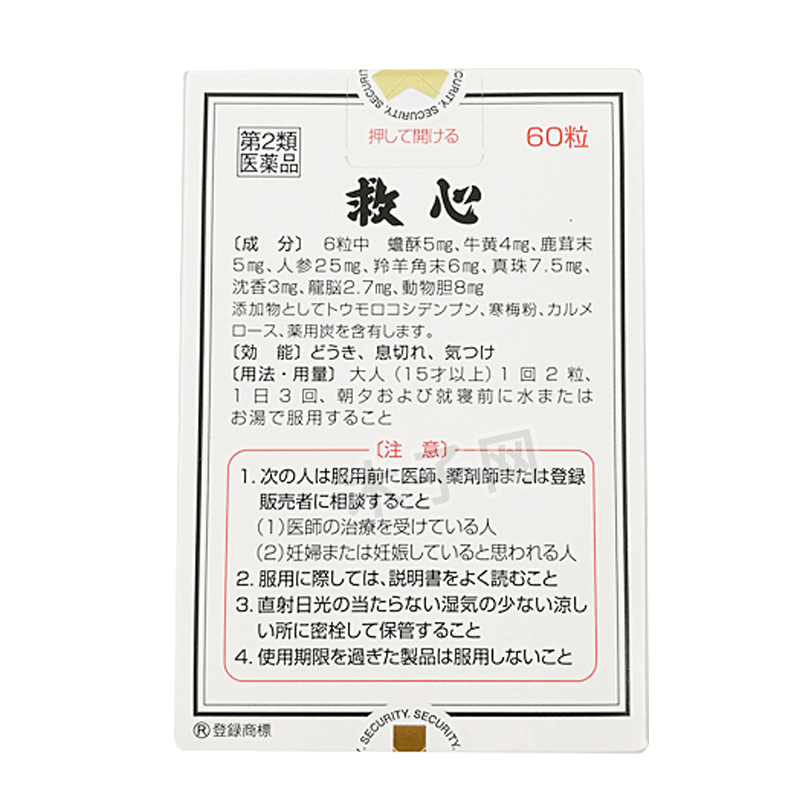 SECURITY. SECURITY.
押して開ける
60粒
第2類
医薬品
救心
〔成 分〕 6粒中 蟾酥5mg、牛黄4mg、鹿茸末
5mg、人参25mg、羚羊角末6mg、真珠7.5mg、
沈香3mg、龍脳2.7mg、動物胆8mg
添加物としてトウモロコシデンプン、寒梅粉、カルメ
ロース、薬用炭を含有します。
〔効 能〕どうき、息切れ、気つけ
〔用法・用量〕大人(15才以上)1回2粒、
1日3回、朝夕および就寝前に水または
お湯で服用すること
〔注 意〕
1. 次の人は服用前に医師、薬剤師または登録
販売者に相談すること
(1)医師の治療を受けている人
(2)妊婦または妊娠していると思われる人
2. 服用に際しては、説明書をよく読むこと
3. 直射日光の当たらない湿気の少ない涼し
い所に密栓して保管すること
4. 使用期限を過ぎた製品は服用しないこと
®登録商標
SECURITY. SECURITY.